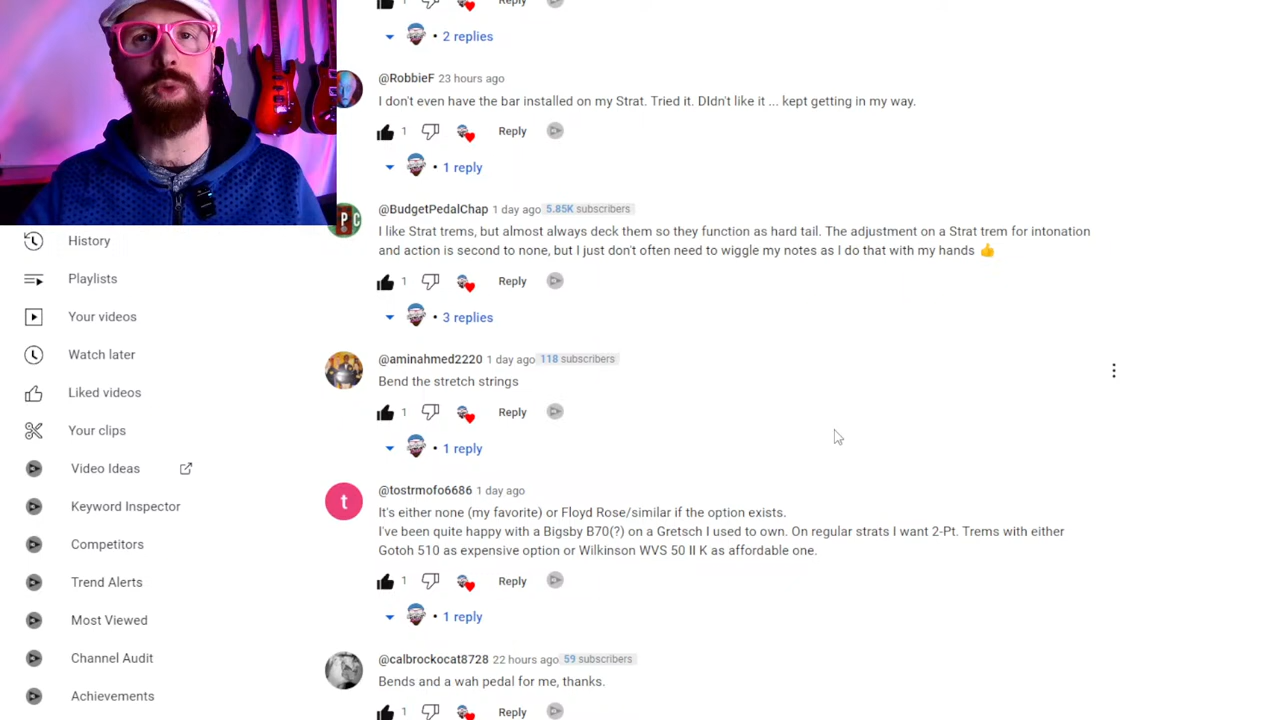 1
Reply
2 replies
@RobbieF 23 hours ago
I don't even have the bar installed on my Strat. Tried it. DIdn't like it ... kept getting in my way.
1
Reply
1 reply
@BudgetPedalChap 1 day ago 5.85K subscribers
I like Strat trems, but almost always deck them so they function as hard tail. The adjustment on a Strat trem for intonation
and action is second to none, but I just don't often need to wiggle my notes as I do that with my hands 👍
1
Reply
3 replies
@aminahmed2220 1 day ago 118 subscribers
Bend the stretch strings
1
Reply
1 reply
@tostrmofo6686 1 day ago
t
It's either none (my favorite) or Floyd Rose/similar if the option exists.
I've been quite happy with a Bigsby B70(?) on a Gretsch I used to own. On regular strats I want 2-Pt. Trems with either
Gotoh 510 as expensive option or Wilkinson WVS 50 II K as affordable one.
1
Reply
1 reply
@calbrockocat8728 22 hours ago 59 subscribers
Bends and a wah pedal for me, thanks.
1
Reply
History
Playlists
Your videos
Watch later
Liked videos
Your clips
Video Ideas
Keyword Inspector
Competitors
Trend Alerts
Most Viewed
Channel Audit
Achievements